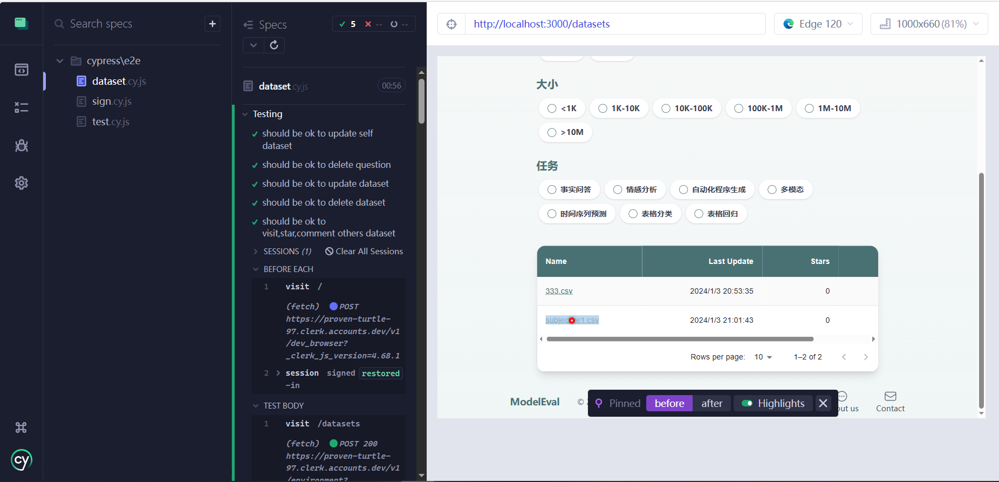 Search specs
+
cypress\e2e
dataset.cy.js
sign.cy.js
test.cy.js
cy
Specs
5 -- --
dataset.cy.js 00:56
Testing
should be ok to update self
dataset
should be ok to delete question
should be ok to update dataset
should be ok to delete dataset
should be ok to
visit,star,comment others dataset
SESSIONS (1) Clear All Sessions
BEFORE EACH
1 visit /
(fetch) POST
https://proven-turtle-
97.clerk.accounts.dev/v1
/dev_browser?
_clerk_js_version=4.68.1
2 session signed restored
-in
TEST BODY
1 visit /datasets
(fetch) POST 200
https://proven-turtle-
97.clerk.accounts.dev/v1
/environment?
http://localhost:3000/datasets
Edge 120
1000x660 (81%)
大小
<1K 1K-10K 10K-100K 100K-1M 1M-10M
>10M
任务
事实问答 情感分析 自动化程序生成 多模态
时间序列预测 表格分类 表格回归
Name Last Update Stars
333.csv 2024/1/3 20:53:35 0
2024/1/3 21:01:43 0
Rows per page: 10 1–2 of 2
ModelEval ©
Pinned before after Highlights
out us
Contact